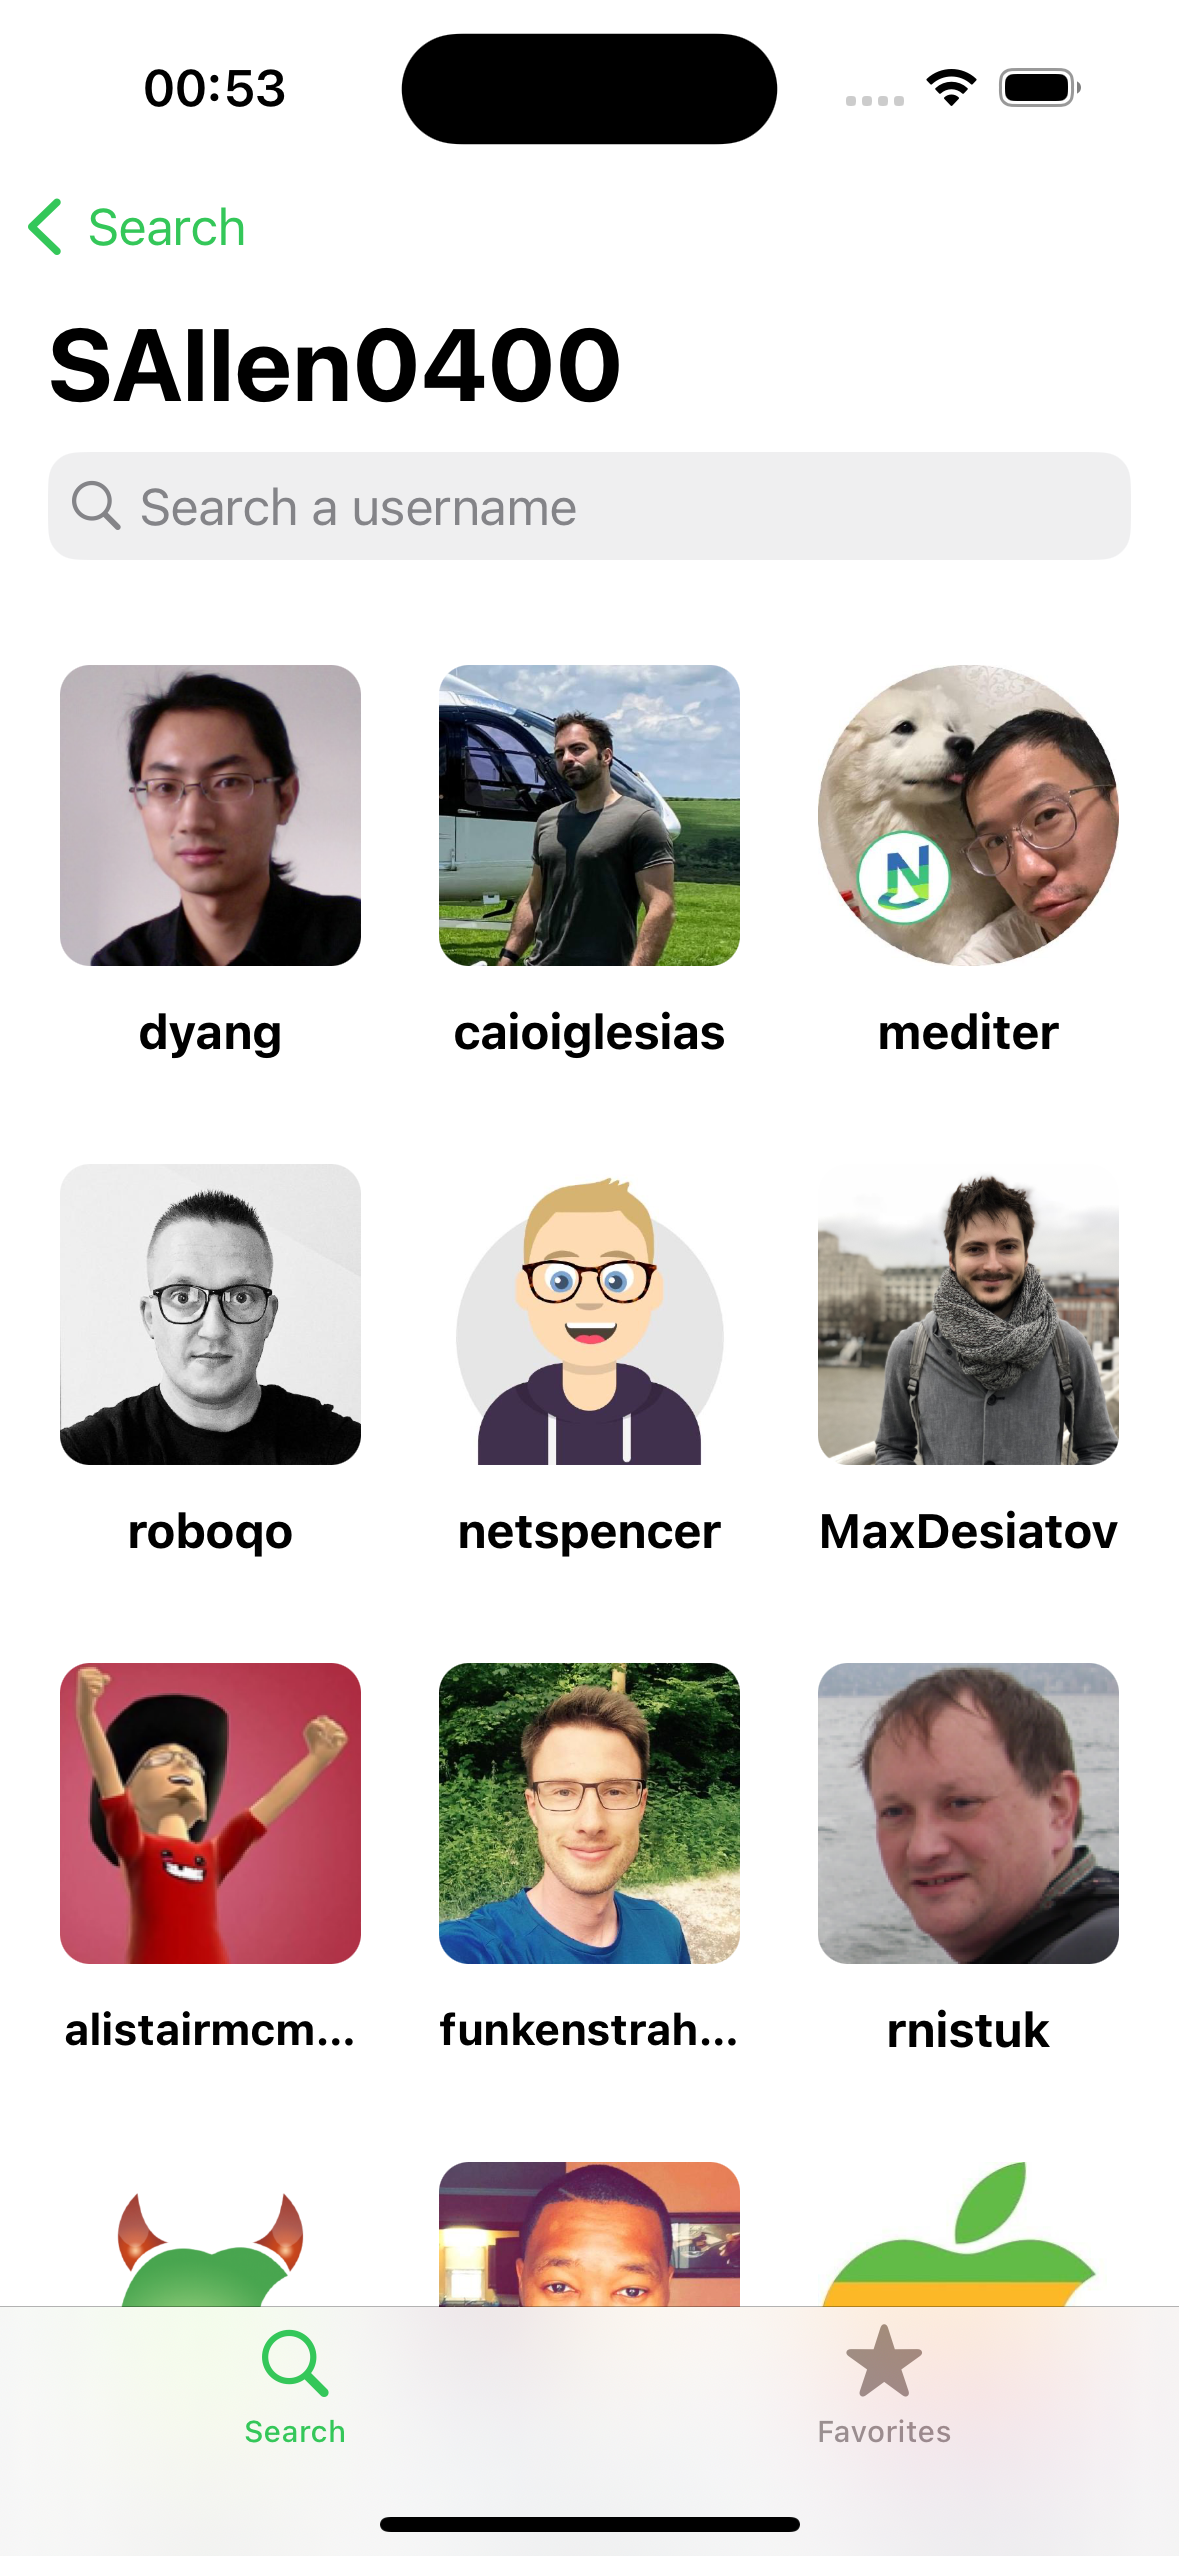 00:53
Search
SAllen0400
Search a username
dyang
caioiglesias
mediter
roboqo
netspencer
MaxDesiatov
alistairmcm...
funkenstrah...
rnistuk
Search
Favorites